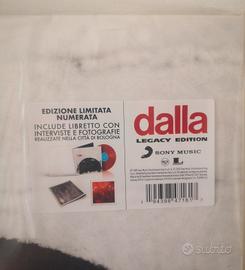 EDIZIONE LIMITATA
NUMERATA
INCLUDE LIBRETTO CON
INTERVISTE E FOTOGRAFIE
REALIZZATE NELLA CITTÀ DI BOLOGNA
dalla
LEGACY EDITION
SONY MUSIC
subito